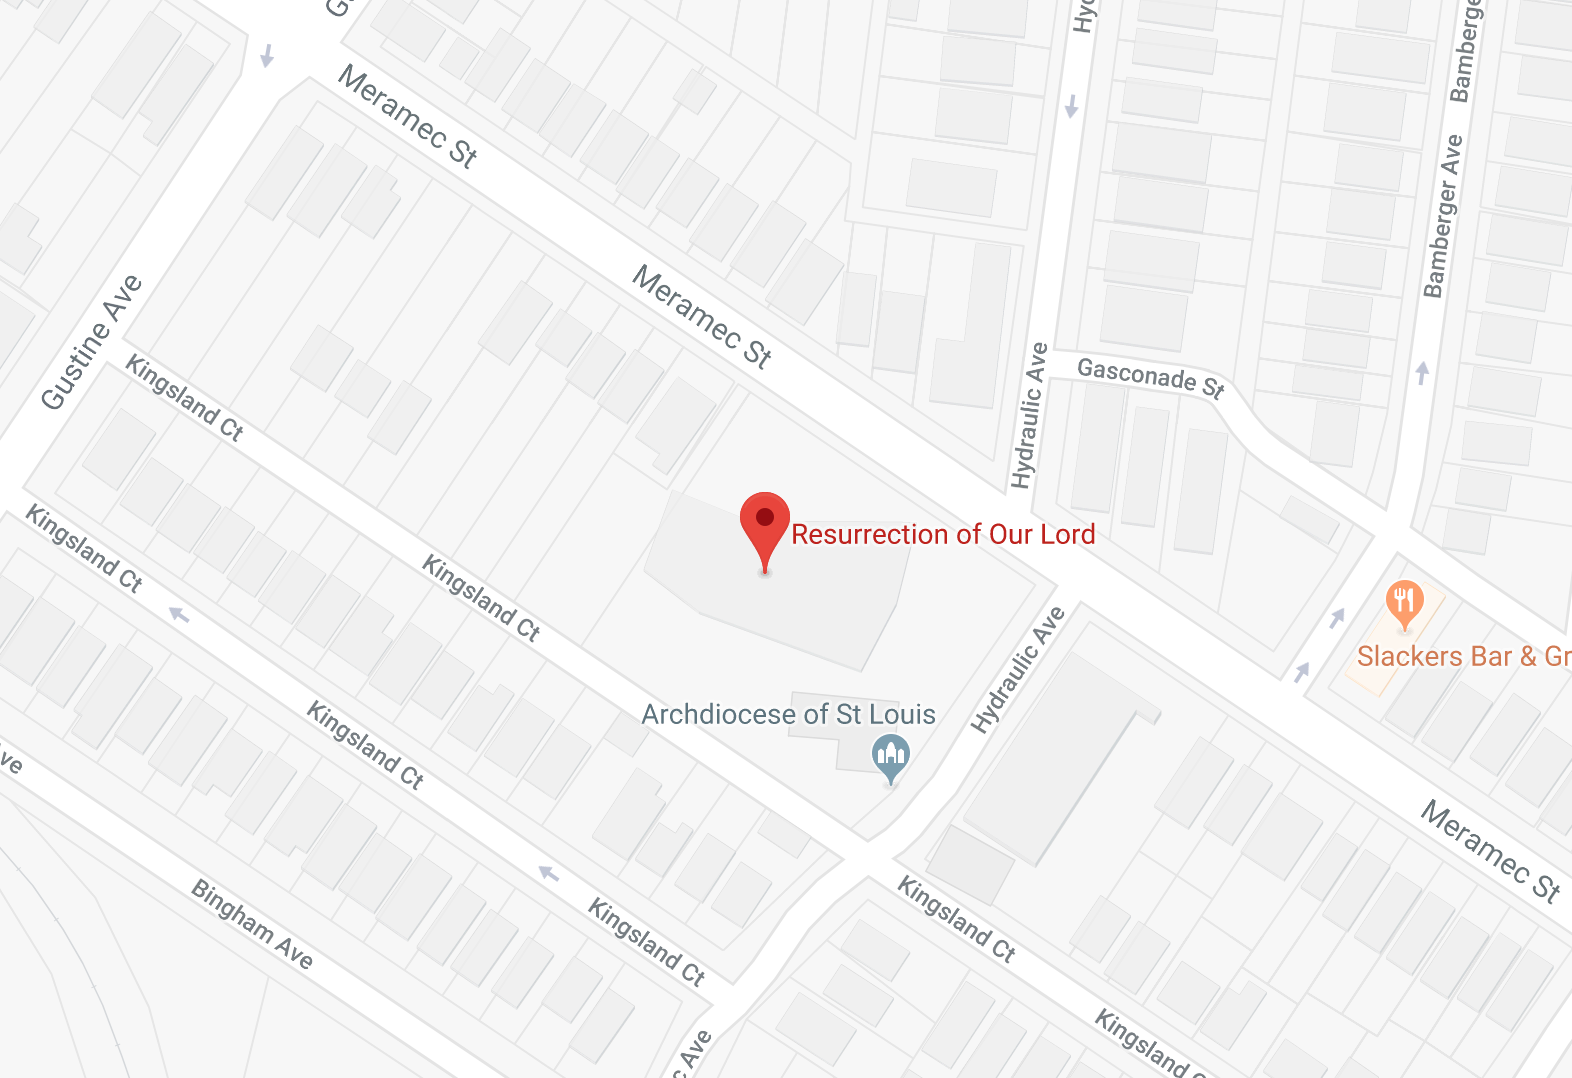 Hy
Bamberge
Meramec St
Bamberger Ave
Meramec St
Gustine Ave
Hydraulic Ave
Gasconade St
Kingsland Ct
Resurrection of Our Lord
Kingsland Ct
Kingsland Ct
Hydraulic Ave
Slackers Bar & Gr
Archdiocese of St Louis
Kingsland Ct
ve
Meramec St
Bingham Ave
Kingsland Ct
Kingsland Ct
Kingsland C
c Ave